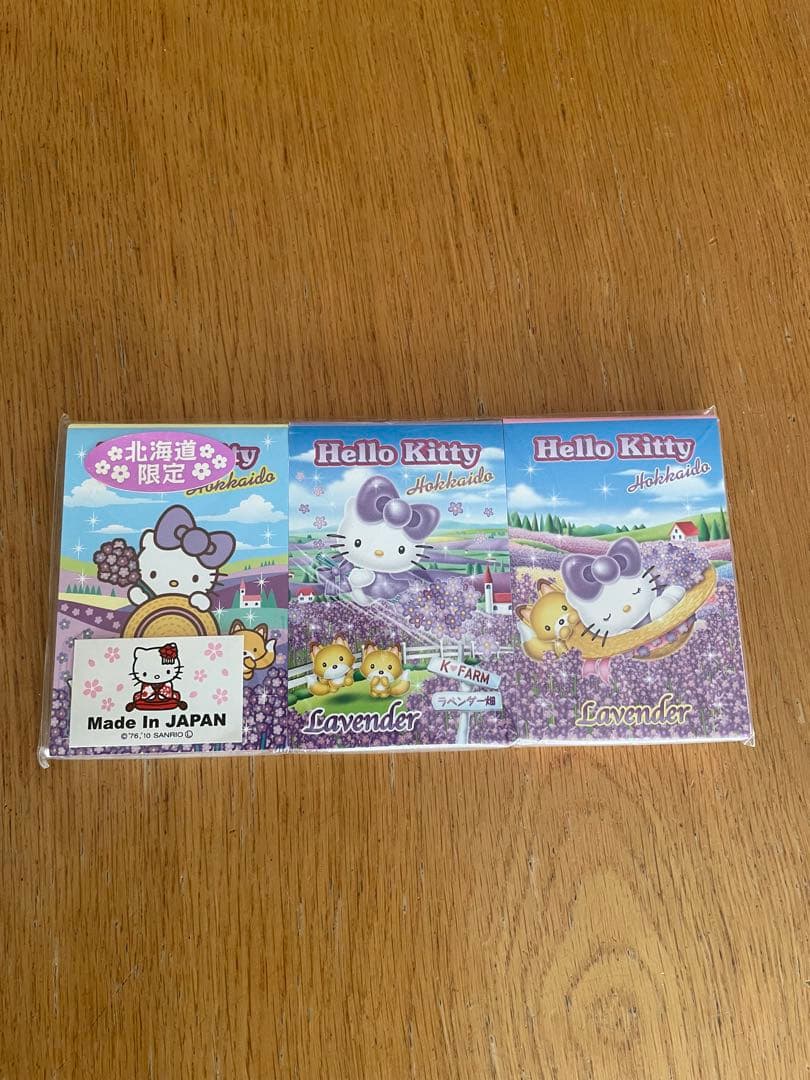 北海道
限定
tty
Hokkaido
Made In JAPAN
©'76,'10 SANRIO Ⓛ
Hello Kitty
Hokkaido
K♥FARM
ラベンダー畑
Lavender
Hello Kitty
Hokkaido
Lavender